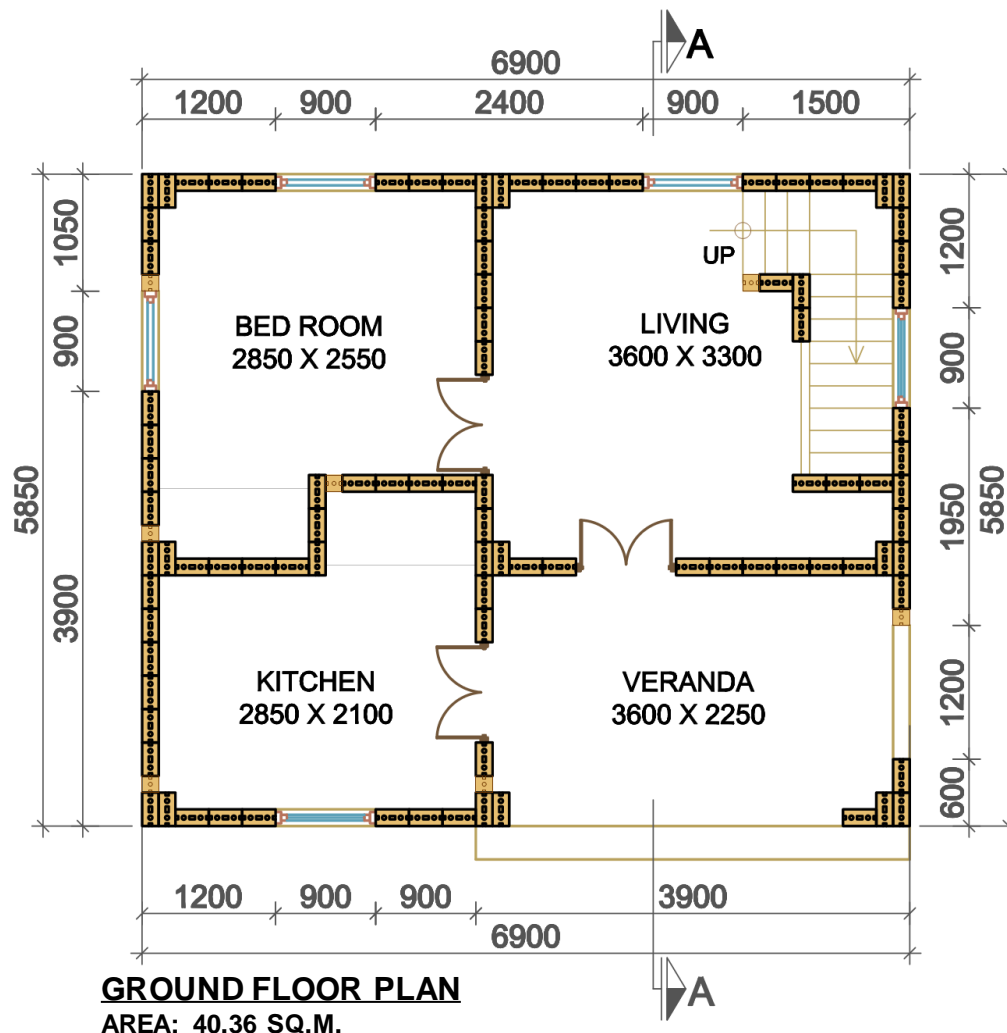 A
6900
1200 900 2400 900 1500
1050
900
3900
5850
1200
900
1950
1200
600
5850
UP
BED ROOM
2850 X 2550
LIVING
3600 X 3300
KITCHEN
2850 X 2100
VERANDA
3600 X 2250
1200 900 900 3900
6900
A
GROUND FLOOR PLAN
AREA: 40.36 SQ.M.